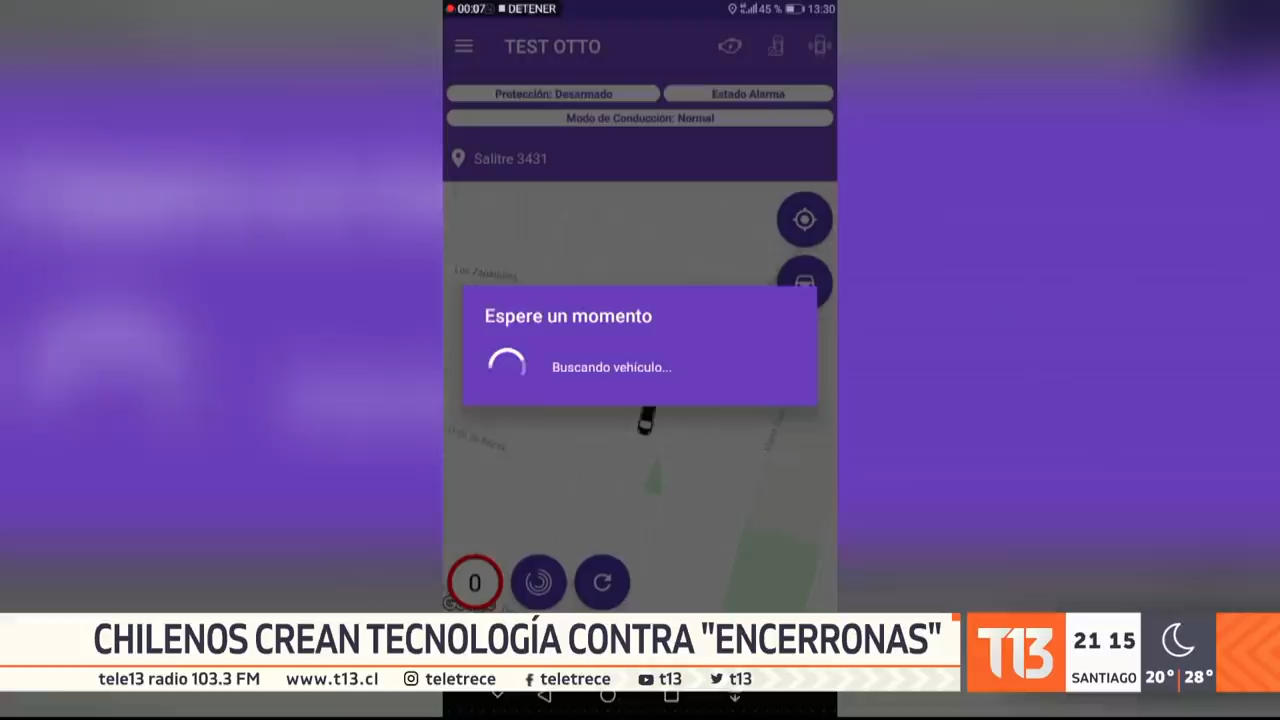 00:07 DETENER
45 % 13:30
TEST OTTO
Protección: Desarmado
Estado Alarma
Modo de Conducción: Normal
Salitre 3431
Espere un momento
Buscando vehículo...
0
CHILENOS CREAN TECNOLOGÍA CONTRA "ENCERRONAS"
tele13 radio 103.3 FM www.t13.cl teletrece teletrece t13 t13
T13
21 15
SANTIAGO
20° 28°